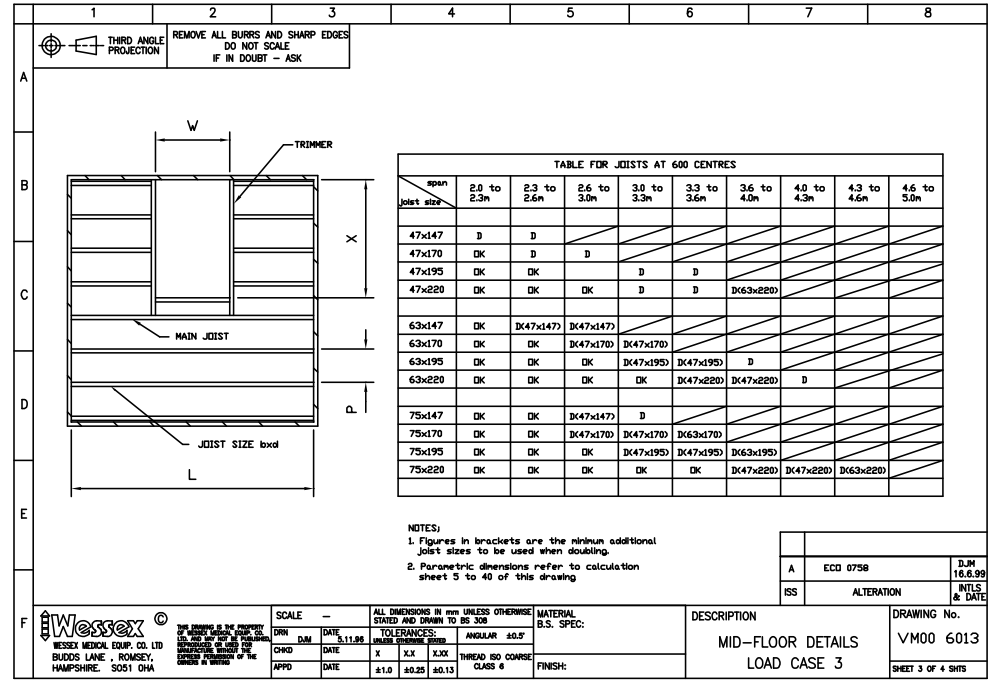 1 2 3 4 5 6 7 8
A
B
C
D
E
F
THIRD ANGLE
PROJECTION
REMOVE ALL BURRS AND SHARP EDGES
DO NOT SCALE
IF IN DOUBT - ASK
W
TRIMMER
X
MAIN JOIST
P
JOIST SIZE bxd
L
TABLE FOR JOISTS AT 600 CENTRES
span joist size 2.0 to 2.3m 2.3 to 2.6m 2.6 to 3.0m 3.0 to 3.3m 3.3 to 3.6m 3.6 to 4.0m 4.0 to 4.3m 4.3 to 4.6m 4.6 to 5.0m
47x147 D D
47x170 OK D D
47x195 OK OK D D
47x220 OK OK OK D D D(63x220)
63x147 OK D(47x147) D(47x147)
63x170 OK OK D(47x170) D(47x170)
63x195 OK OK OK D(47x195) D(47x195) D
63x220 OK OK OK OK D(47x220) D(47x220) D
75x147 OK OK D(47x147) D
75x170 OK OK D(47x170) D(47x170) D(63x170)
75x195 OK OK OK D(47x195) D(47x195) D(63x195)
75x220 OK OK OK OK OK D(47x220) D(47x220) D(63x220)
NOTES;
1. Figures in brackets are the minimum additional
joist sizes to be used when doubling.
2. Parametric dimensions refer to calculation
sheet 5 to 40 of this drawing
A ECO 0758 DJM 16.6.99
ISS ALTERATION INTLS & DATE
Wessex ©
WESSEX MEDICAL EQUIP. CO. LTD
BUDDS LANE , ROMSEY,
HAMPSHIRE. SO51 0HA
THIS DRAWING IS THE PROPERTY
OF WESSEX MEDICAL EQUIP. CO.
LTD. AND MAY NOT BE PUBLISHED,
REPRODUCED OR USED FOR
MANUFACTURE WITHOUT THE
EXPRESS PERMISSION OF THE
OWNERS IN WRITING
SCALE -
DRN DJM DATE 5.11.96
CHKD DATE
APPD DATE
ALL DIMENSIONS IN mm UNLESS OTHERWISE
STATED AND DRAWN TO BS 308
TOLERANCES:
UNLESS OTHERWISE STATED
X X.X X.XX
±1.0 ±0.25 ±0.13
ANGULAR ±0.5°
THREAD ISO COARSE
CLASS 6
MATERIAL
B.S. SPEC:
FINISH:
DESCRIPTION
MID-FLOOR DETAILS
LOAD CASE 3
DRAWING No.
VM00 6013
SHEET 3 OF 4 SHTS